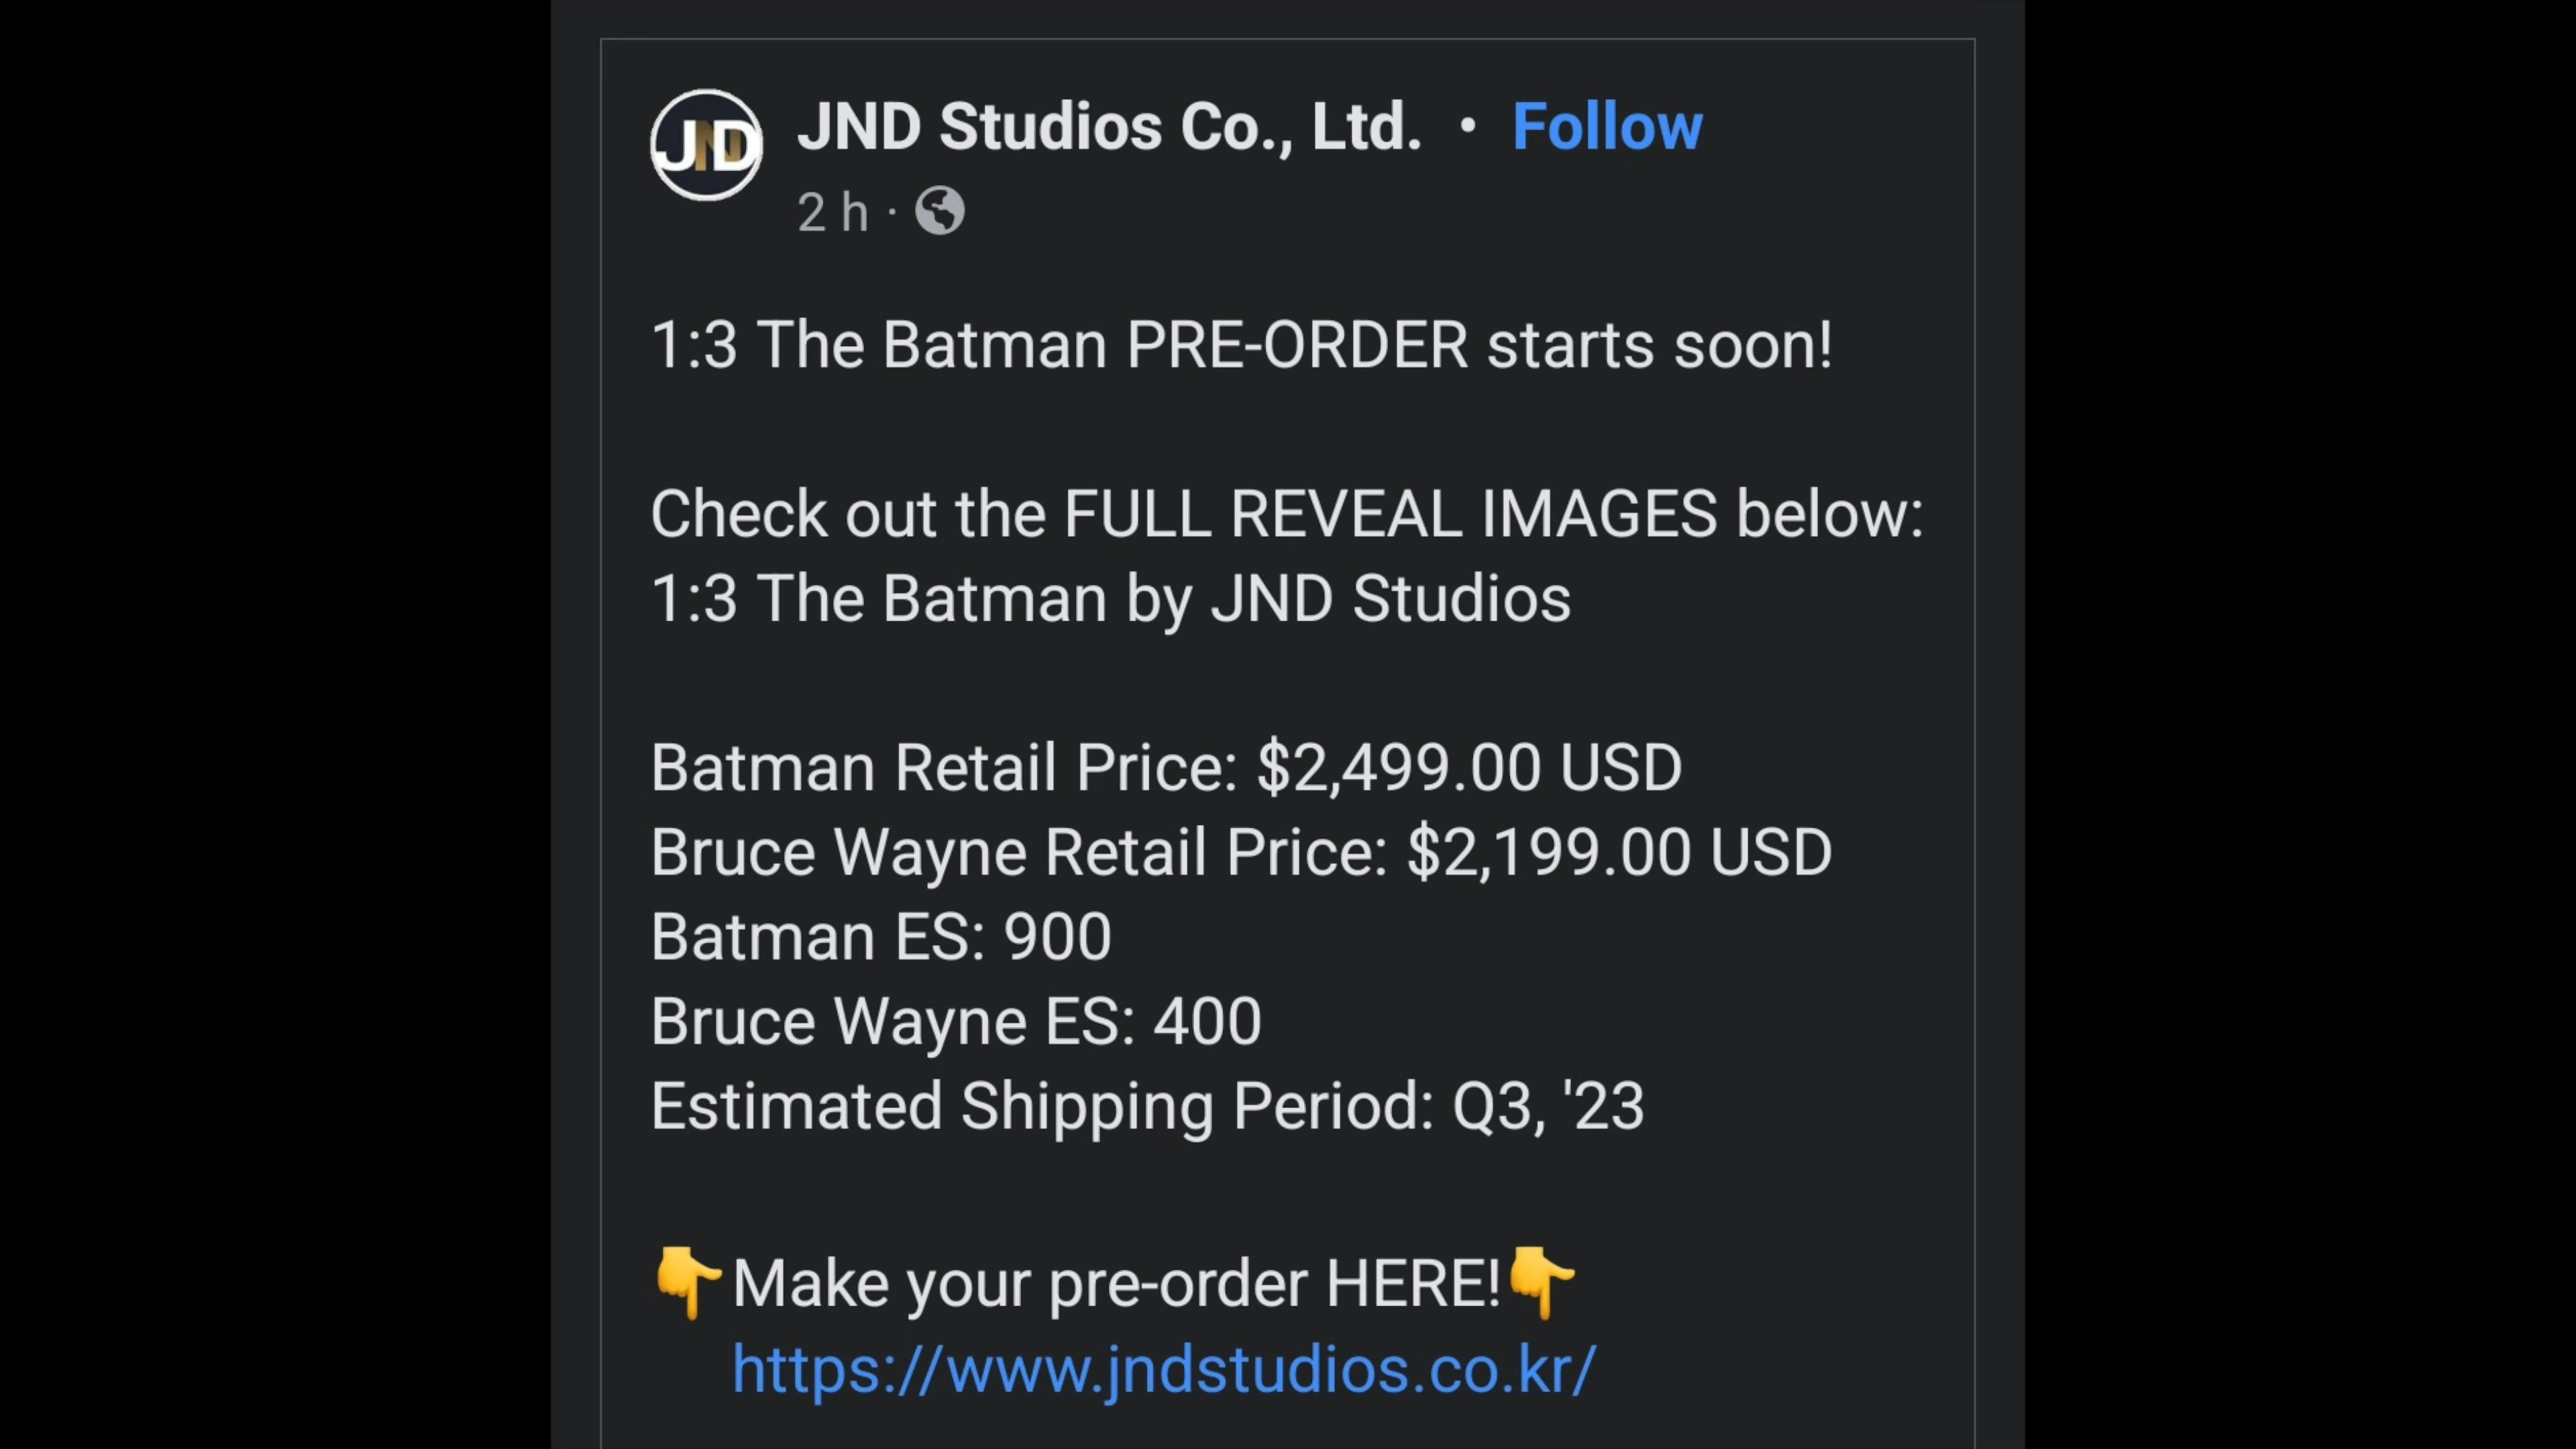 JND
JND Studios Co., Ltd. • Follow
2 h ·
1:3 The Batman PRE-ORDER starts soon!
Check out the FULL REVEAL IMAGES below:
1:3 The Batman by JND Studios
Batman Retail Price: $2,499.00 USD
Bruce Wayne Retail Price: $2,199.00 USD
Batman ES: 900
Bruce Wayne ES: 400
Estimated Shipping Period: Q3, '23
👇Make your pre-order HERE!👇
https://www.jndstudios.co.kr/